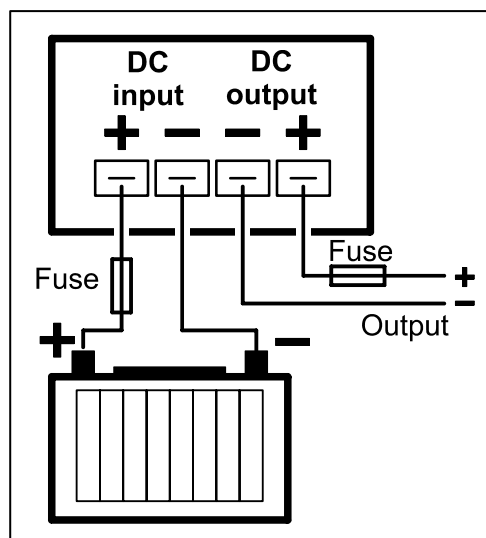 DC DC
input output
+ − − +
Fuse
Fuse
+
−
Output
+ −